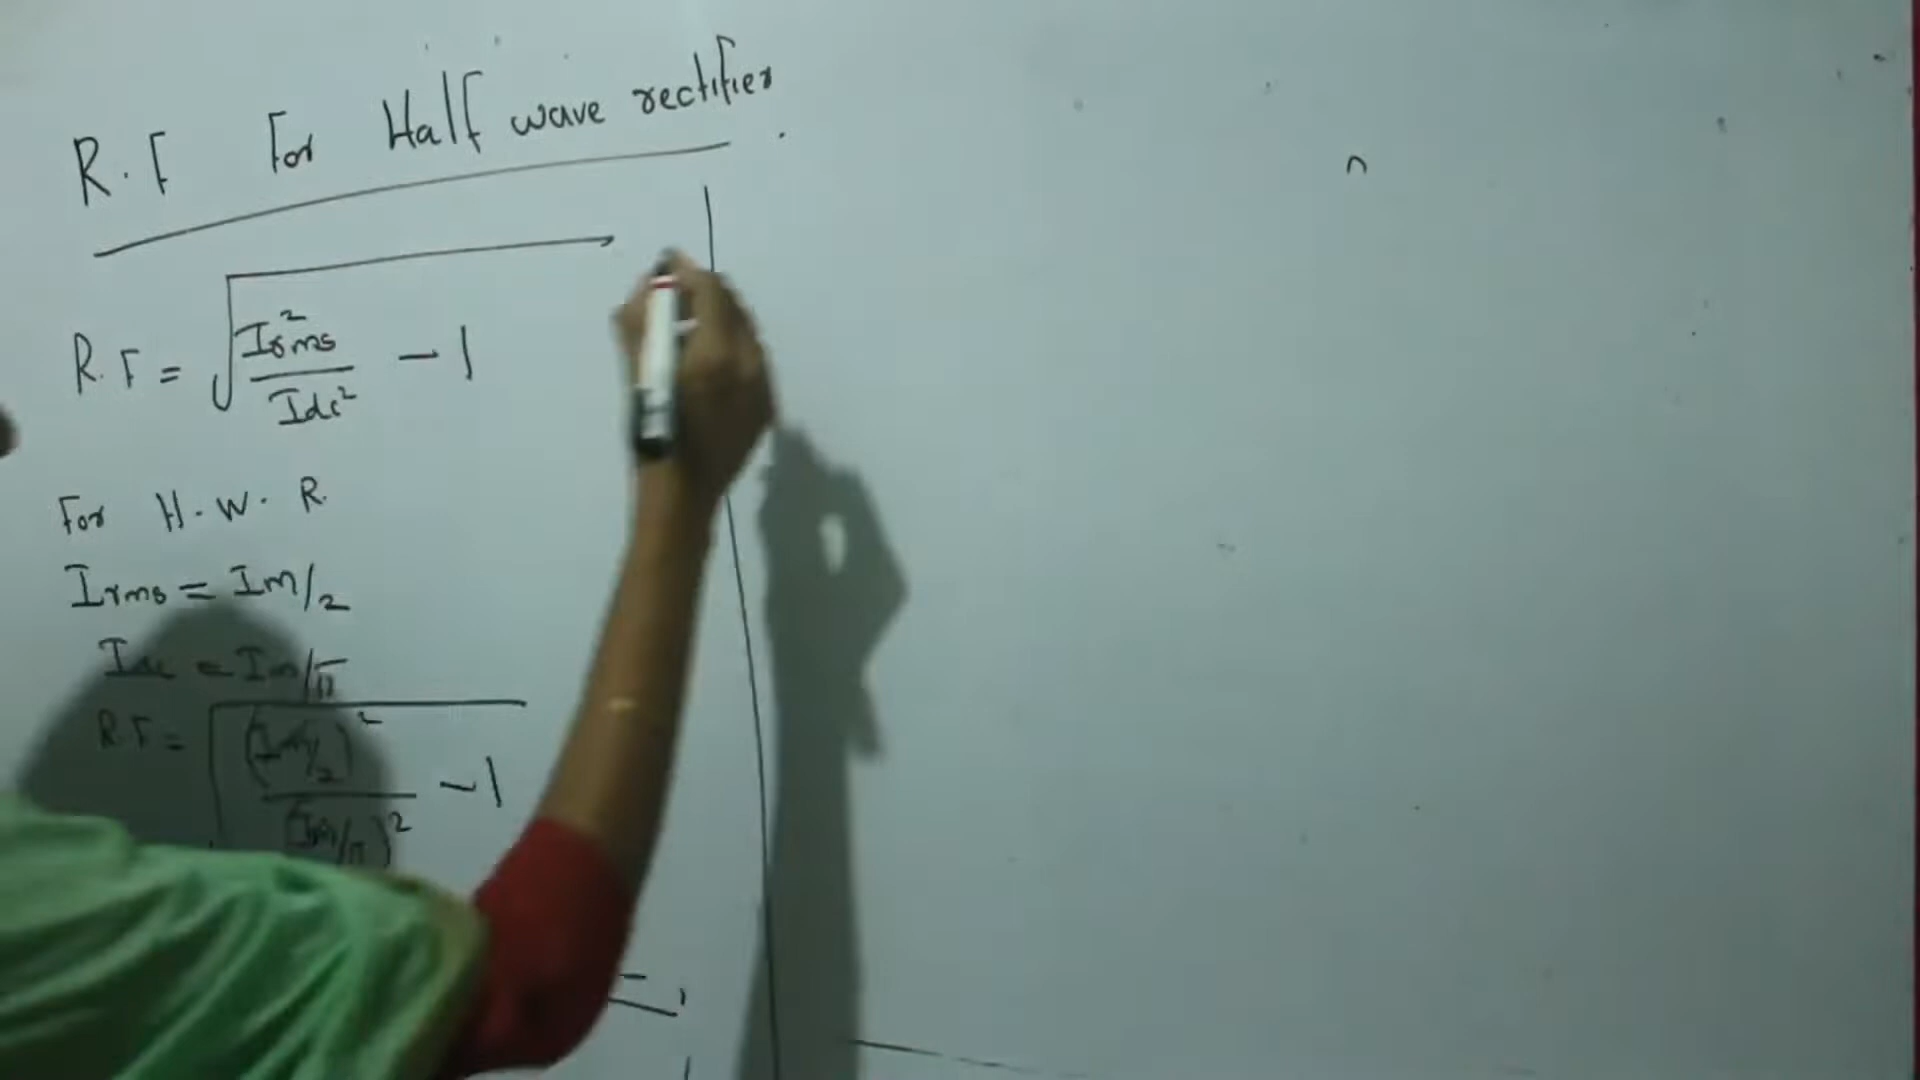 R.F For Half wave rectifier.
R.F = √(Irms² / Idc² - 1)
For H.W.R.
Irms = Im/2
Idc = Im/π
R.F = √((Im/2)² / (Im/π)² - 1)